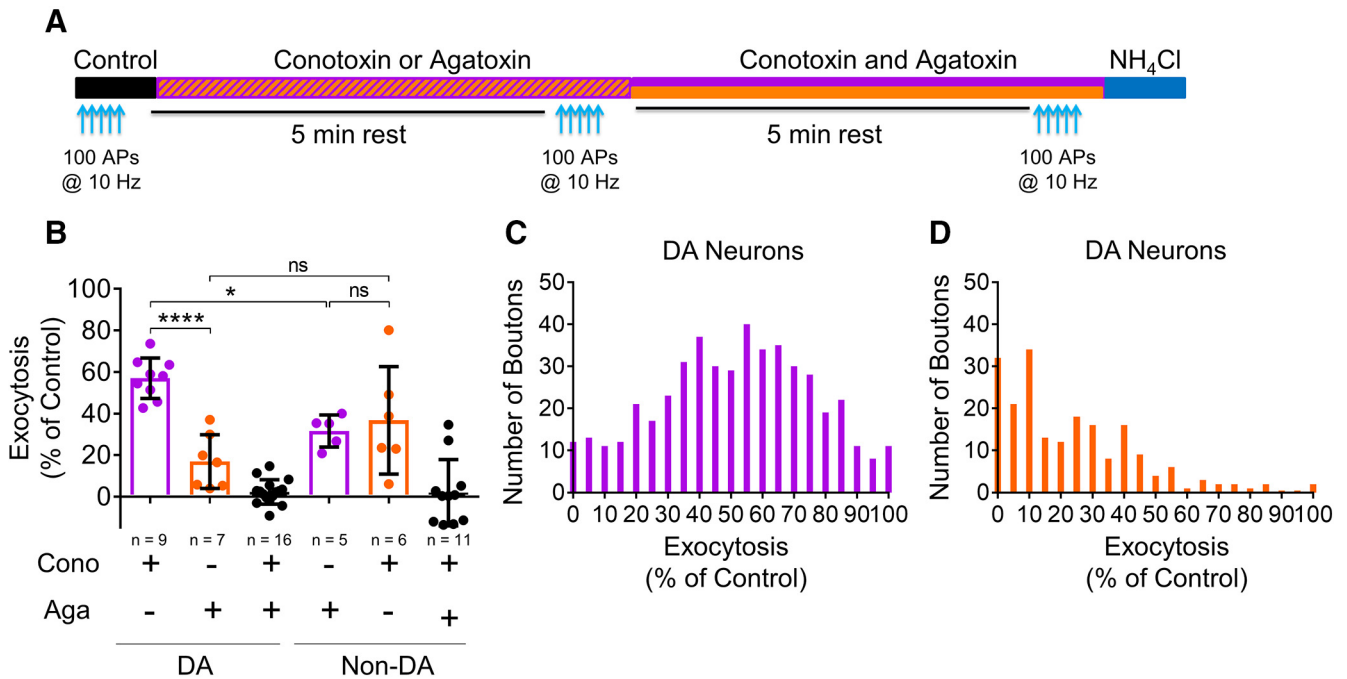 A
Control Conotoxin or Agatoxin Conotoxin and Agatoxin NH4Cl
5 min rest 5 min rest
100 APs 100 APs 100 APs
@ 10 Hz @ 10 Hz @ 10 Hz
B
ns
* ns
****
Exocytosis
(% of Control)
100
80
60
40
20
0
n = 9 n = 7 n = 16 n = 5 n = 6 n = 11
Cono + - + - + +
Aga - + + + - +
DA Non-DA
C
DA Neurons
Number of Boutons
50
40
30
20
10
0
0 10 20 30 40 50 60 70 80 90 100
Exocytosis
(% of Control)
D
DA Neurons
Number of Boutons
50
40
30
20
10
0
0 10 20 30 40 50 60 70 80 90 100
Exocytosis
(% of Control)